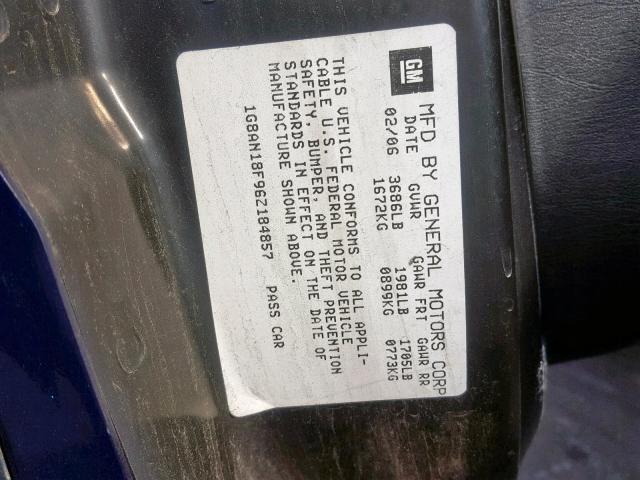 GM
MFD BY GENERAL MOTORS CORP
DATE GVWR GAWR FRT GAWR RR
02/06 3686LB 1981LB 1705LB
1672KG 0899KG 0773KG
THIS VEHICLE CONFORMS TO ALL APPLI-
CABLE U.S. FEDERAL MOTOR VEHICLE
SAFETY, BUMPER, AND THEFT PREVENTION
STANDARDS IN EFFECT ON THE DATE OF
MANUFACTURE SHOWN ABOVE.
1G8AN18F96Z184857 PASS CAR